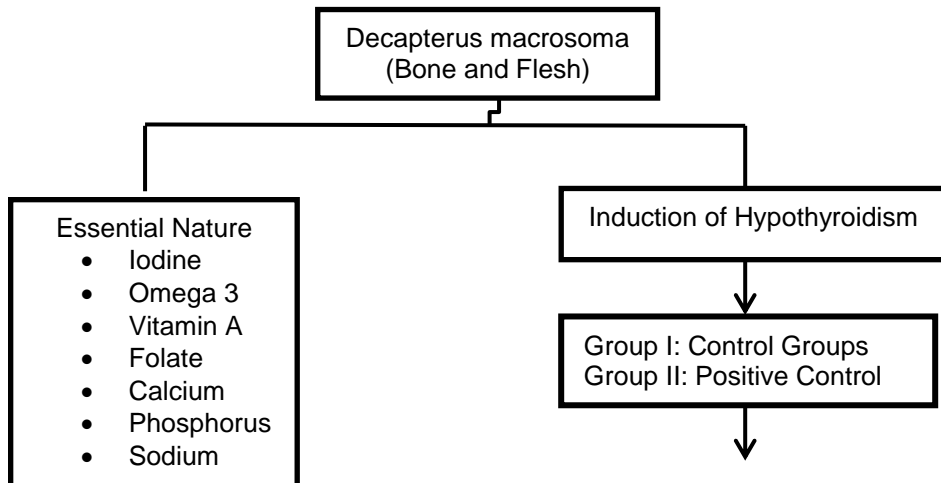 Decapterus macrosoma
(Bone and Flesh)
Essential Nature
• Iodine
• Omega 3
• Vitamin A
• Folate
• Calcium
• Phosphorus
• Sodium
Induction of Hypothyroidism
Group I: Control Groups
Group II: Positive Control